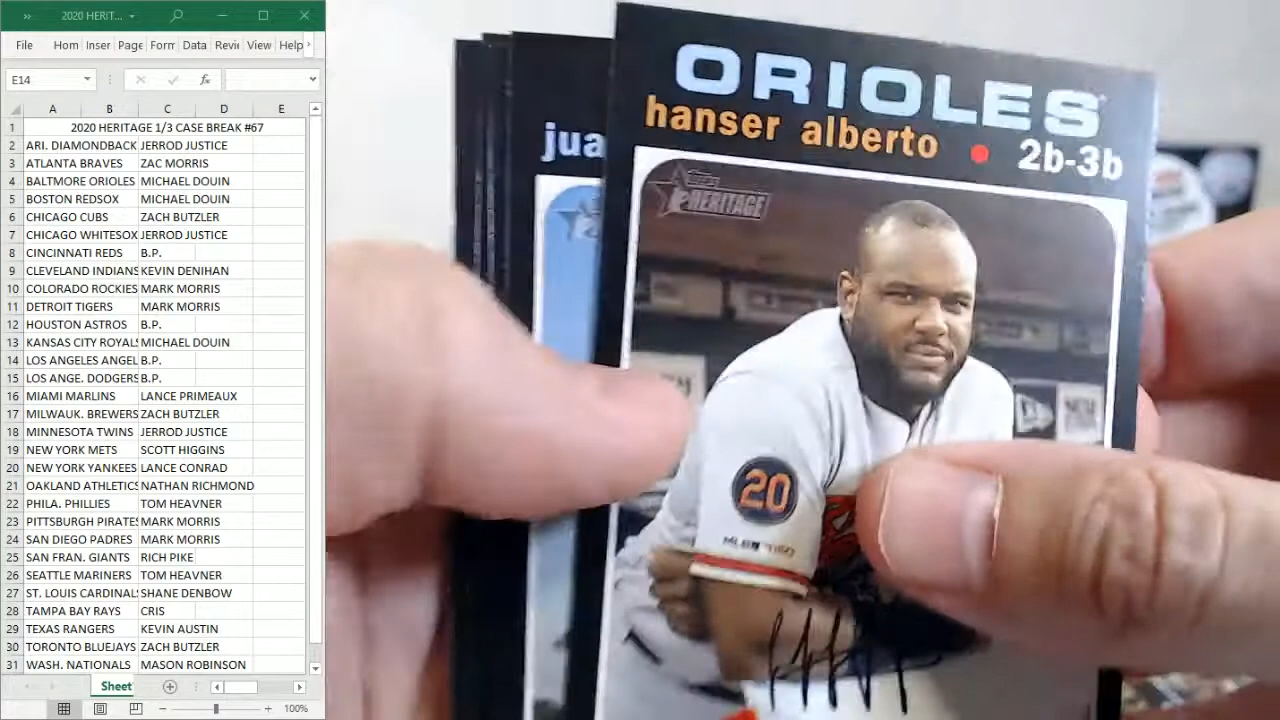 2020 HERIT...
File Hom Inser Page Forn Data Revi View Help
E14
fx
A B C D E
1 2020 HERITAGE 1/3 CASE BREAK #67
2 ARI. DIAMONDBACK JERROD JUSTICE
3 ATLANTA BRAVES ZAC MORRIS
4 BALTMORE ORIOLES MICHAEL DOUIN
5 BOSTON REDSOX MICHAEL DOUIN
6 CHICAGO CUBS ZACH BUTZLER
7 CHICAGO WHITESOX JERROD JUSTICE
8 CINCINNATI REDS B.P.
9 CLEVELAND INDIANS KEVIN DENIHAN
10 COLORADO ROCKIES MARK MORRIS
11 DETROIT TIGERS MARK MORRIS
12 HOUSTON ASTROS B.P.
13 KANSAS CITY ROYALS MICHAEL DOUIN
14 LOS ANGELES ANGEL B.P.
15 LOS ANGE. DODGERS B.P.
16 MIAMI MARLINS LANCE PRIMEAUX
17 MILWAUK. BREWERS ZACH BUTZLER
18 MINNESOTA TWINS JERROD JUSTICE
19 NEW YORK METS SCOTT HIGGINS
20 NEW YORK YANKEES LANCE CONRAD
21 OAKLAND ATHLETICS NATHAN RICHMOND
22 PHILA. PHILLIES TOM HEAVNER
23 PITTSBURGH PIRATES MARK MORRIS
24 SAN DIEGO PADRES MARK MORRIS
25 SAN FRAN. GIANTS RICH PIKE
26 SEATTLE MARINERS TOM HEAVNER
27 ST. LOUIS CARDINALS SHANE DENBOW
28 TAMPA BAY RAYS CRIS
29 TEXAS RANGERS KEVIN AUSTIN
30 TORONTO BLUEJAYS ZACH BUTZLER
31 WASH. NATIONALS MASON ROBINSON
Sheet
100%
jua
ORIOLES
hanser alberto • 2b-3b
TOPPS
HERITAGE
20